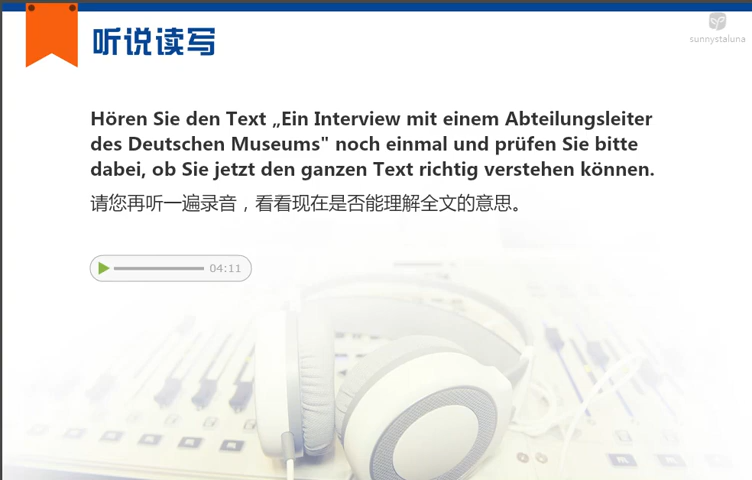 听说读写
sunnystaluna
Hören Sie den Text „Ein Interview mit einem Abteilungsleiter
des Deutschen Museums" noch einmal und prüfen Sie bitte
dabei, ob Sie jetzt den ganzen Text richtig verstehen können.
请您再听一遍录音，看看现在是否能理解全文的意思。
04:11